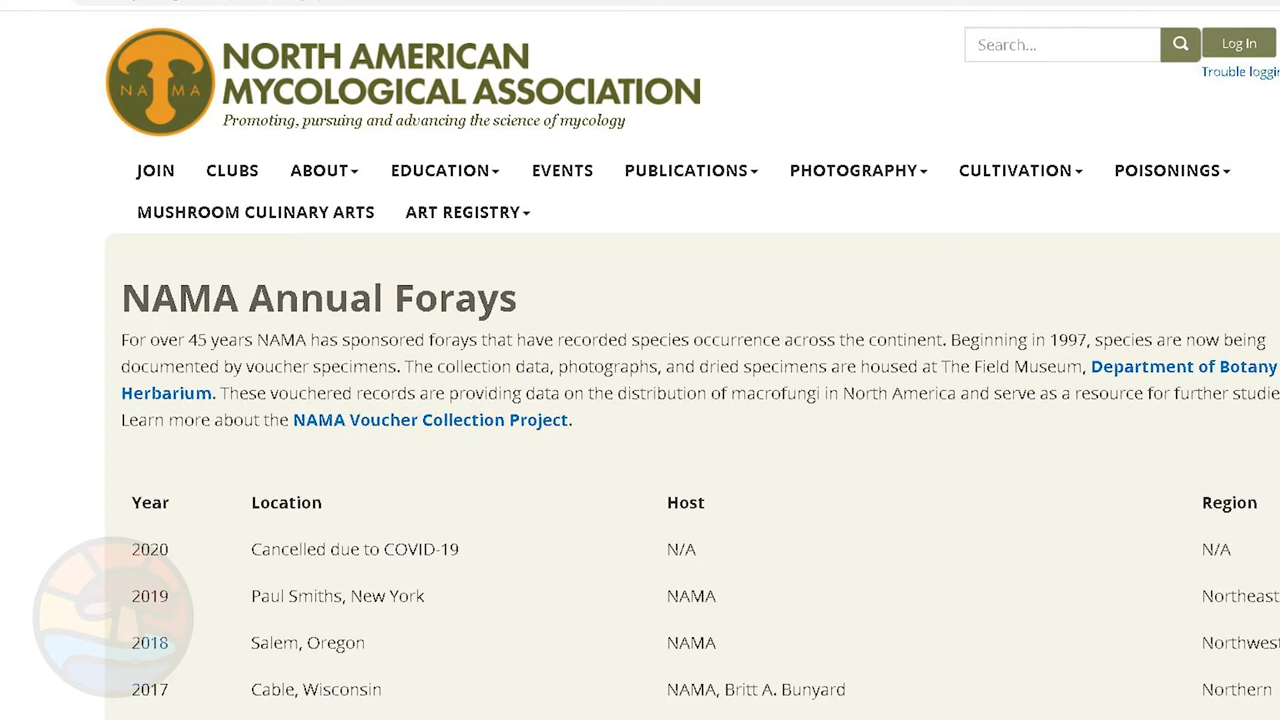 NAMA
NORTH AMERICAN
MYCOLOGICAL ASSOCIATION
Promoting, pursuing and advancing the science of mycology
Search...
Log In
Trouble
JOIN CLUBS ABOUT EDUCATION EVENTS PUBLICATIONS PHOTOGRAPHY CULTIVATION POISONINGS
MUSHROOM CULINARY ARTS ART REGISTRY
NAMA Annual Forays
For over 45 years NAMA has sponsored forays that have recorded species occurrence across the continent. Beginning in 1997, species are now being
documented by voucher specimens. The collection data, photographs, and dried specimens are housed at The Field Museum, Department of Botany
Herbarium. These vouchered records are providing data on the distribution of macrofungi in North America and serve as a resource for further
Learn more about the NAMA Voucher Collection Project.
Year Location Host Region
2020 Cancelled due to COVID-19 N/A N/A
2019 Paul Smiths, New York NAMA Northeast
2018 Salem, Oregon NAMA Northwest
2017 Cable, Wisconsin NAMA, Britt A. Bunyard Northern